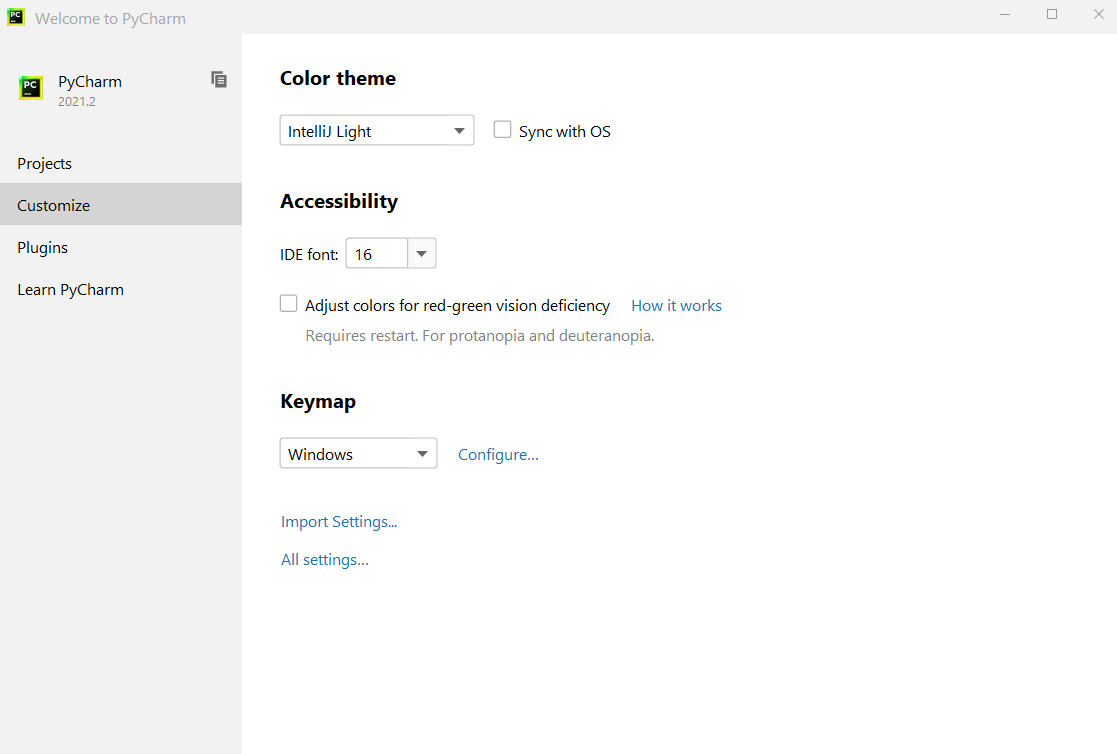 Welcome to PyCharm
PyCharm
2021.2
Projects
Customize
Plugins
Learn PyCharm
Color theme
IntelliJ Light Sync with OS
Accessibility
IDE font: 16
Adjust colors for red-green vision deficiency How it works
Requires restart. For protanopia and deuteranopia.
Keymap
Windows Configure...
Import Settings...
All settings...